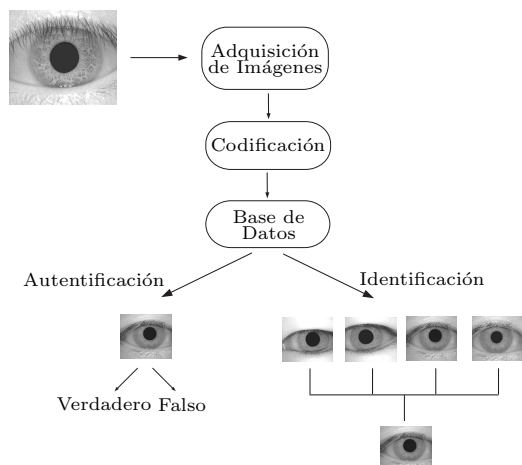 Adquisición
de Imágenes
Codificación
Base de
Datos
Autentificación
Identificación
Verdadero Falso